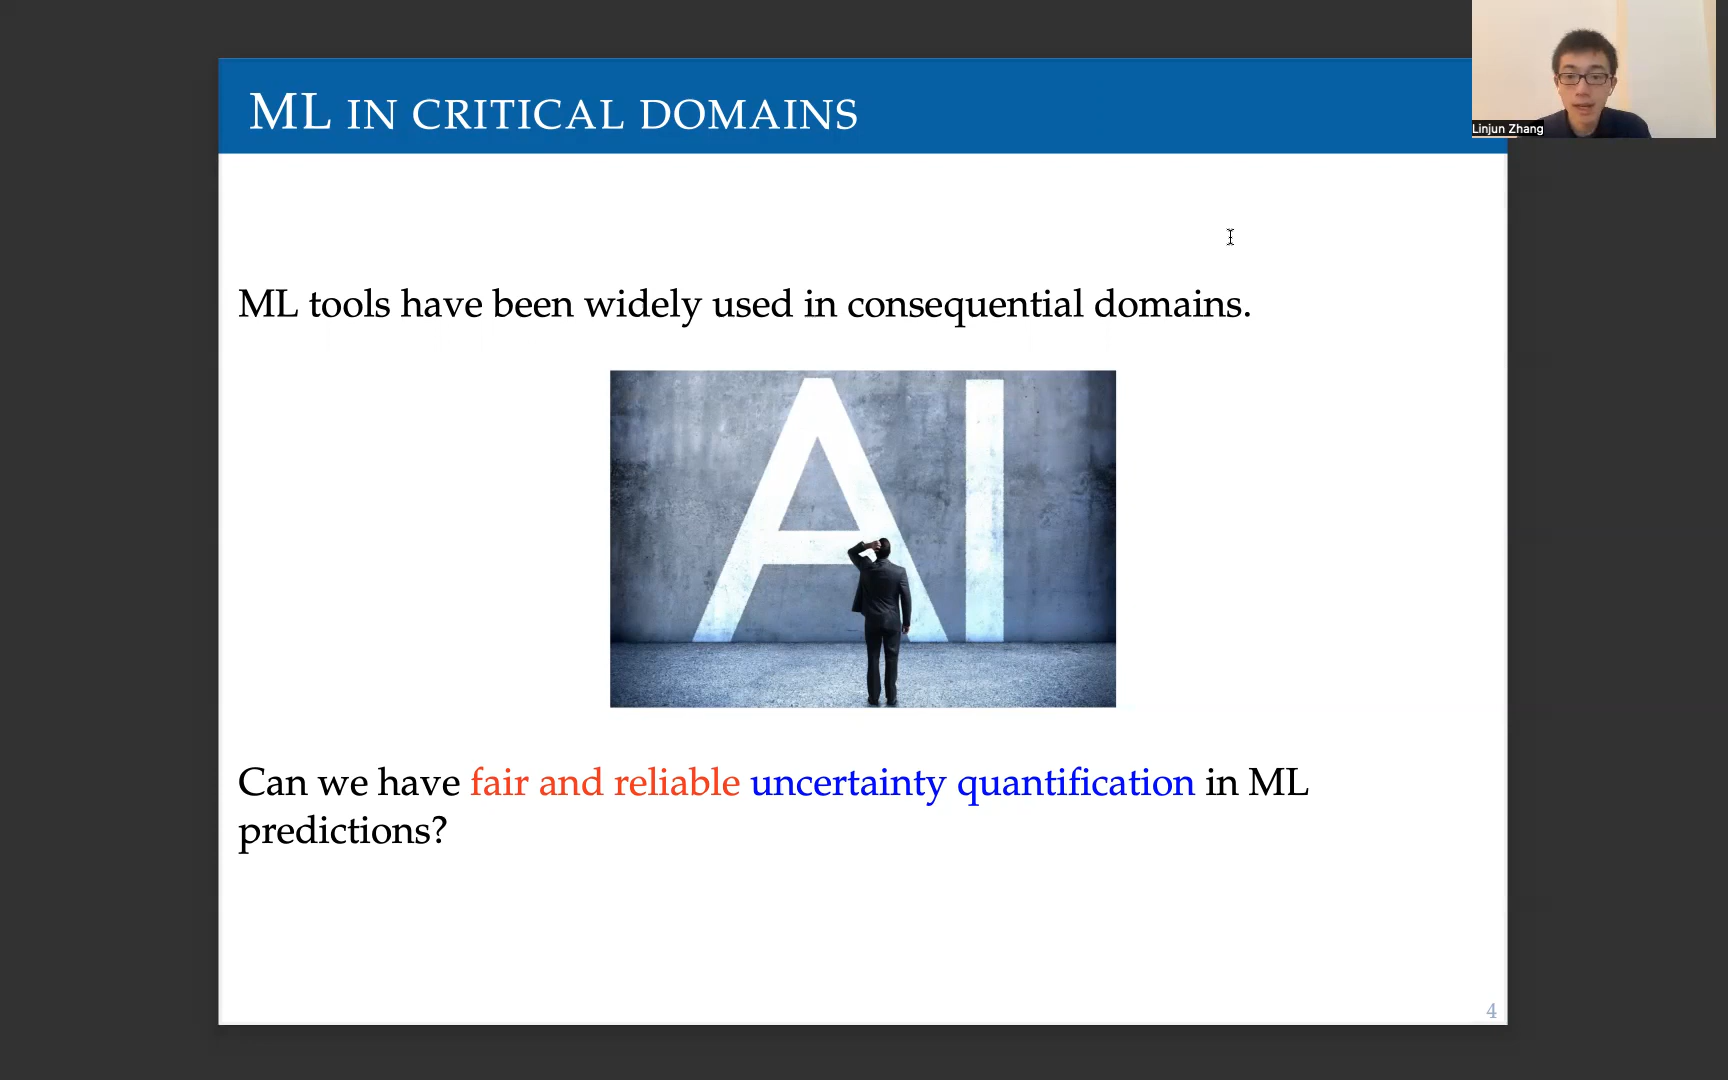 ML IN CRITICAL DOMAINS
Linjun Zhang
ML tools have been widely used in consequential domains.
AI
Can we have fair and reliable uncertainty quantification in ML
predictions?
4